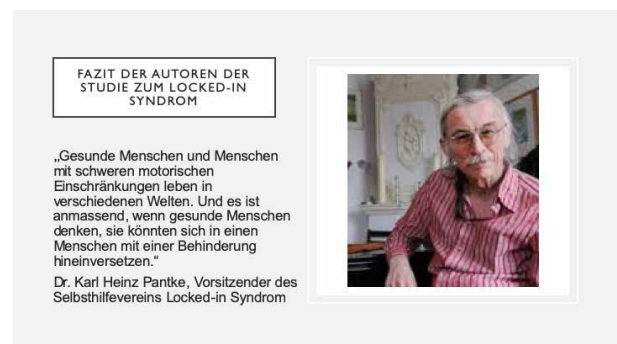 FAZIT DER AUTOREN DER
STUDIE ZUM LOCKED-IN
SYNDROM
„Gesunde Menschen und Menschen
mit schweren motorischen
Einschränkungen leben in
verschiedenen Welten. Und es ist
anmassend, wenn gesunde Menschen
denken, sie könnten sich in einen
Menschen mit einer Behinderung
hineinversetzen.“
Dr. Karl Heinz Pantke, Vorsitzender des
Selbsthilfevereins Locked-in Syndrom